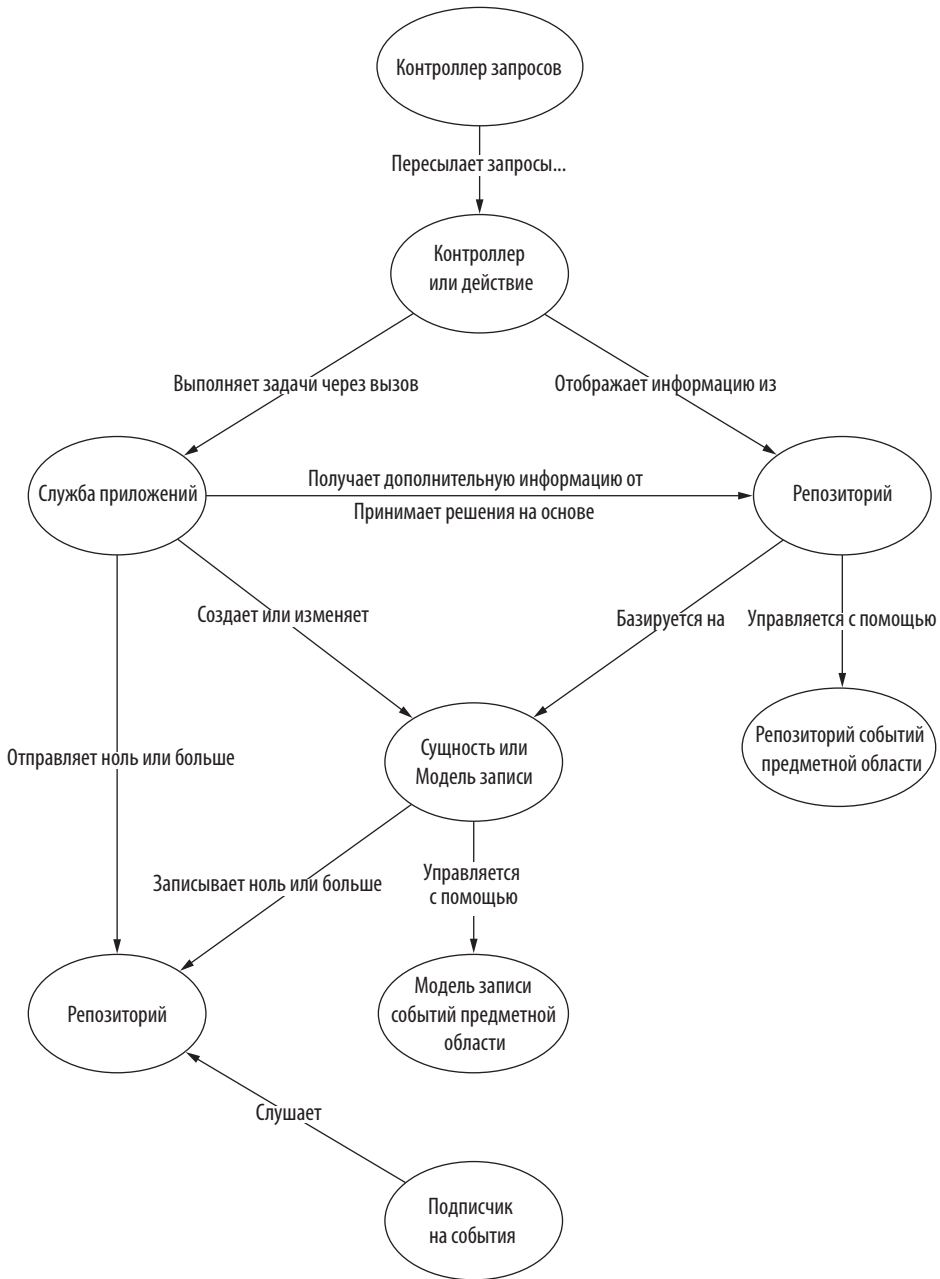 Контроллер запросов
Пересылает запросы...
Контроллер
или действие
Выполняет задачи через вызов
Отображает информацию из
Служба приложений
Получает дополнительную информацию от
Принимает решения на основе
Репозиторий
Создает или изменяет
Базируется на
Управляется с помощью
Отправляет ноль или больше
Сущность или
Модель записи
Репозиторий событий
предметной области
Записывает ноль или больше
Управляется
с помощью
Репозиторий
Модель записи
событий предметной
области
Слушает
Подписчик
на события